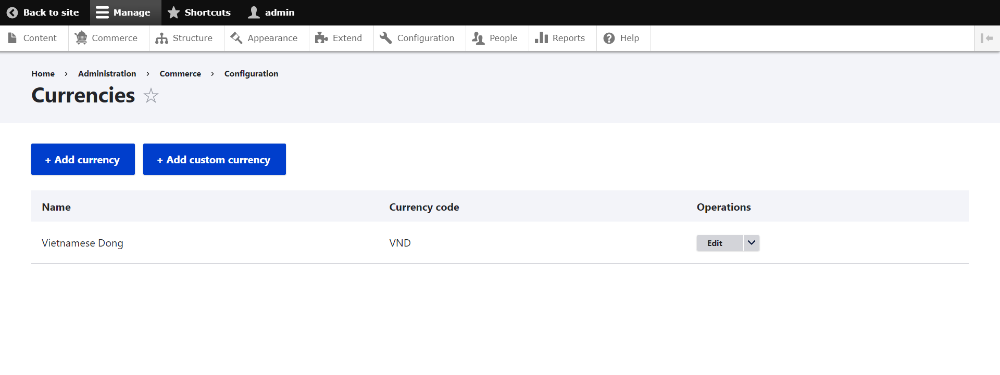 Back to site Manage Shortcuts admin
Content Commerce Structure Appearance Extend Configuration People Reports Help
Home › Administration › Commerce › Configuration
Currencies
+ Add currency + Add custom currency
Name Currency code Operations
Vietnamese Dong VND Edit